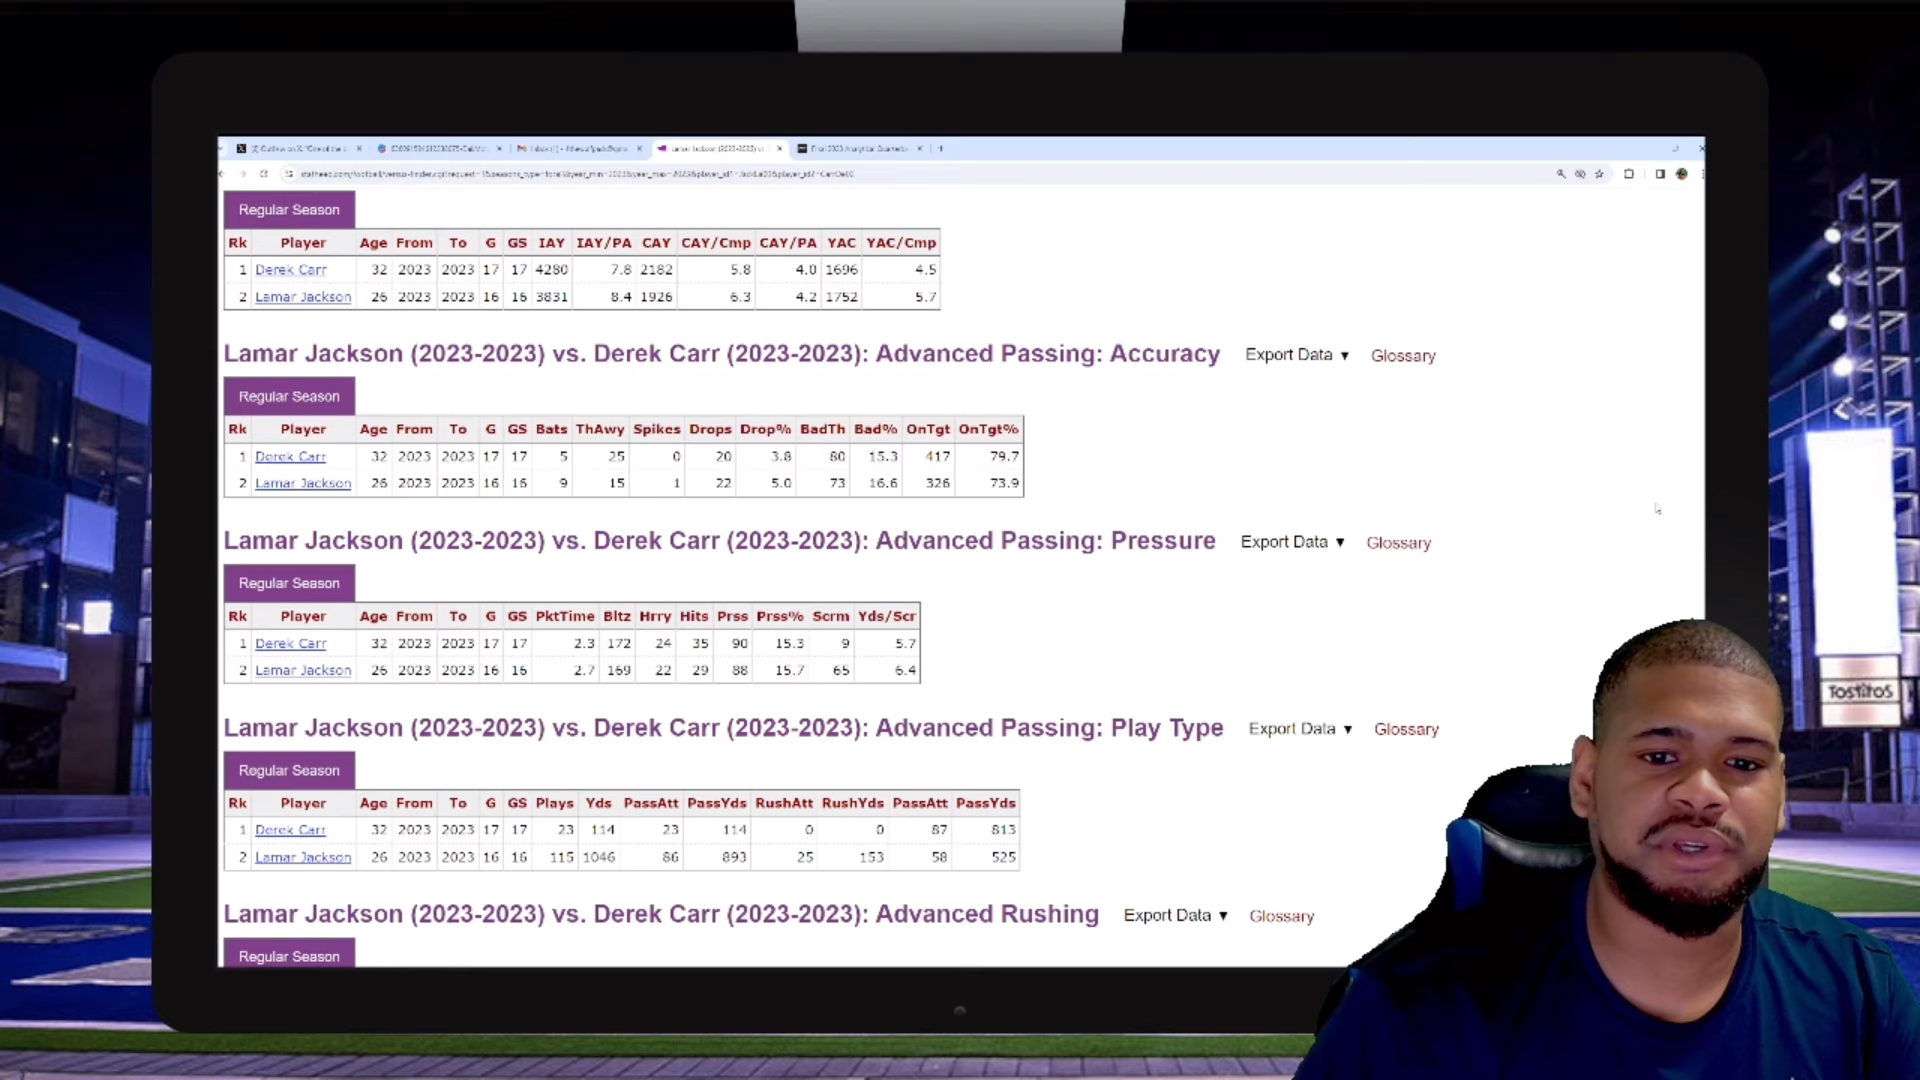 Regular Season
Rk Player Age From To G GS IAY IAY/PA CAY CAY/Cmp CAY/PA YAC YAC/Cmp
1 Derek Carr 32 2023 2023 17 17 4280 7.8 2182 5.8 4.0 1696 4.5
2 Lamar Jackson 26 2023 2023 16 16 3831 8.4 1926 6.3 4.2 1752 5.7
Lamar Jackson (2023-2023) vs. Derek Carr (2023-2023): Advanced Passing: Accuracy Export Data ▼ Glossary
Regular Season
Rk Player Age From To G GS Bats ThAwy Spikes Drops Drop% BadTh Bad% OnTgt OnTgt%
1 Derek Carr 32 2023 2023 17 17 5 25 0 20 3.8 80 15.3 417 79.7
2 Lamar Jackson 26 2023 2023 16 16 9 15 1 22 5.0 73 16.6 326 73.9
Lamar Jackson (2023-2023) vs. Derek Carr (2023-2023): Advanced Passing: Pressure Export Data ▼ Glossary
Regular Season
Rk Player Age From To G GS PktTime Bltz Hrry Hits Prss Prss% Scrm Yds/Scr
1 Derek Carr 32 2023 2023 17 17 2.3 172 24 35 90 15.3 9 5.7
2 Lamar Jackson 26 2023 2023 16 16 2.7 169 22 29 88 15.7 65 6.4
Lamar Jackson (2023-2023) vs. Derek Carr (2023-2023): Advanced Passing: Play Type Export Data ▼ Glossary
Regular Season
Rk Player Age From To G GS Plays Yds PassAtt PassYds RushAtt RushYds PassAtt PassYds
1 Derek Carr 32 2023 2023 17 17 23 114 23 114 0 0 87 813
2 Lamar Jackson 26 2023 2023 16 16 115 1046 86 893 25 153 58 525
Lamar Jackson (2023-2023) vs. Derek Carr (2023-2023): Advanced Rushing Export Data ▼ Glossary
Regular Season
Tostitos